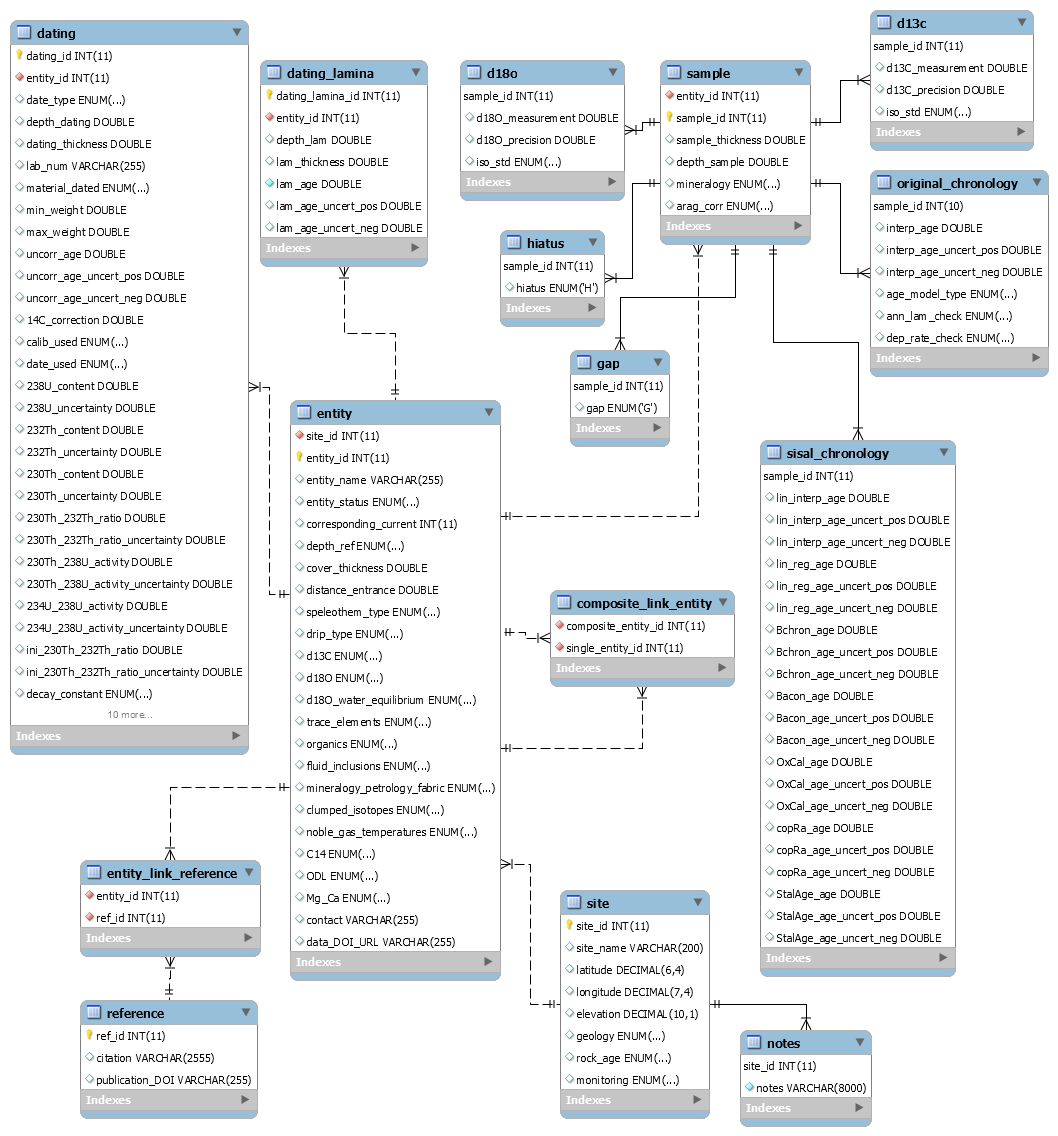 dating
dating_id INT(11)
entity_id INT(11)
date_type ENUM(...)
depth_dating DOUBLE
dating_thickness DOUBLE
lab_num VARCHAR(255)
material_dated ENUM(...)
min_weight DOUBLE
max_weight DOUBLE
uncorr_age DOUBLE
uncorr_age_uncert_pos DOUBLE
uncorr_age_uncert_neg DOUBLE
14C_correction DOUBLE
calib_used ENUM(...)
date_used ENUM(...)
238U_content DOUBLE
238U_uncertainty DOUBLE
232Th_content DOUBLE
232Th_uncertainty DOUBLE
230Th_content DOUBLE
230Th_uncertainty DOUBLE
230Th_232Th_ratio DOUBLE
230Th_232Th_ratio_uncertainty DOUBLE
230Th_238U_activity DOUBLE
230Th_238U_activity_uncertainty DOUBLE
234U_238U_activity DOUBLE
234U_238U_activity_uncertainty DOUBLE
ini_230Th_232Th_ratio DOUBLE
ini_230Th_232Th_ratio_uncertainty DOUBLE
decay_constant ENUM(...)
10 more...
Indexes
dating_lamina
dating_lamina_id INT(11)
entity_id INT(11)
depth_lam DOUBLE
lam_thickness DOUBLE
lam_age DOUBLE
lam_age_uncert_pos DOUBLE
lam_age_uncert_neg DOUBLE
Indexes
d18o
sample_id INT(11)
d18O_measurement DOUBLE
d18O_precision DOUBLE
iso_std ENUM(...)
Indexes
sample
entity_id INT(11)
sample_id INT(11)
sample_thickness DOUBLE
depth_sample DOUBLE
mineralogy ENUM(...)
arag_corr ENUM(...)
Indexes
d13c
sample_id INT(11)
d13C_measurement DOUBLE
d13C_precision DOUBLE
iso_std ENUM(...)
Indexes
original_chronology
sample_id INT(10)
interp_age DOUBLE
interp_age_uncert_pos DOUBLE
interp_age_uncert_neg DOUBLE
age_model_type ENUM(...)
ann_lam_check ENUM(...)
dep_rate_check ENUM(...)
Indexes
hiatus
sample_id INT(11)
hiatus ENUM('H')
Indexes
gap
sample_id INT(11)
gap ENUM('G')
Indexes
entity
site_id INT(11)
entity_id INT(11)
entity_name VARCHAR(255)
entity_status ENUM(...)
corresponding_current INT(11)
depth_ref ENUM(...)
cover_thickness DOUBLE
distance_entrance DOUBLE
speleothem_type ENUM(...)
drip_type ENUM(...)
d13C ENUM(...)
d18O ENUM(...)
d18O_water_equilibrium ENUM(...)
trace_elements ENUM(...)
organics ENUM(...)
fluid_inclusions ENUM(...)
mineralogy_petrology_fabric ENUM(...)
clumped_isotopes ENUM(...)
noble_gas_temperatures ENUM(...)
C14 ENUM(...)
ODL ENUM(...)
Mg_Ca ENUM(...)
contact VARCHAR(255)
data_DOI_URL VARCHAR(255)
Indexes
sisal_chronology
sample_id INT(11)
lin_interp_age DOUBLE
lin_interp_age_uncert_pos DOUBLE
lin_interp_age_uncert_neg DOUBLE
lin_reg_age DOUBLE
lin_reg_age_uncert_pos DOUBLE
lin_reg_age_uncert_neg DOUBLE
Bchron_age DOUBLE
Bchron_age_uncert_pos DOUBLE
Bchron_age_uncert_neg DOUBLE
Bacon_age DOUBLE
Bacon_age_uncert_pos DOUBLE
Bacon_age_uncert_neg DOUBLE
OxCal_age DOUBLE
OxCal_age_uncert_pos DOUBLE
OxCal_age_uncert_neg DOUBLE
copRa_age DOUBLE
copRa_age_uncert_pos DOUBLE
copRa_age_uncert_neg DOUBLE
StalAge_age DOUBLE
StalAge_age_uncert_pos DOUBLE
StalAge_age_uncert_neg DOUBLE
Indexes
composite_link_entity
composite_entity_id INT(11)
single_entity_id INT(11)
Indexes
entity_link_reference
entity_id INT(11)
ref_id INT(11)
Indexes
reference
ref_id INT(11)
citation VARCHAR(2555)
publication_DOI VARCHAR(255)
Indexes
site
site_id INT(11)
site_name VARCHAR(200)
latitude DECIMAL(6,4)
longitude DECIMAL(7,4)
elevation DECIMAL(10,1)
geology ENUM(...)
rock_age ENUM(...)
monitoring ENUM(...)
Indexes
notes
site_id INT(11)
notes VARCHAR(8000)
Indexes